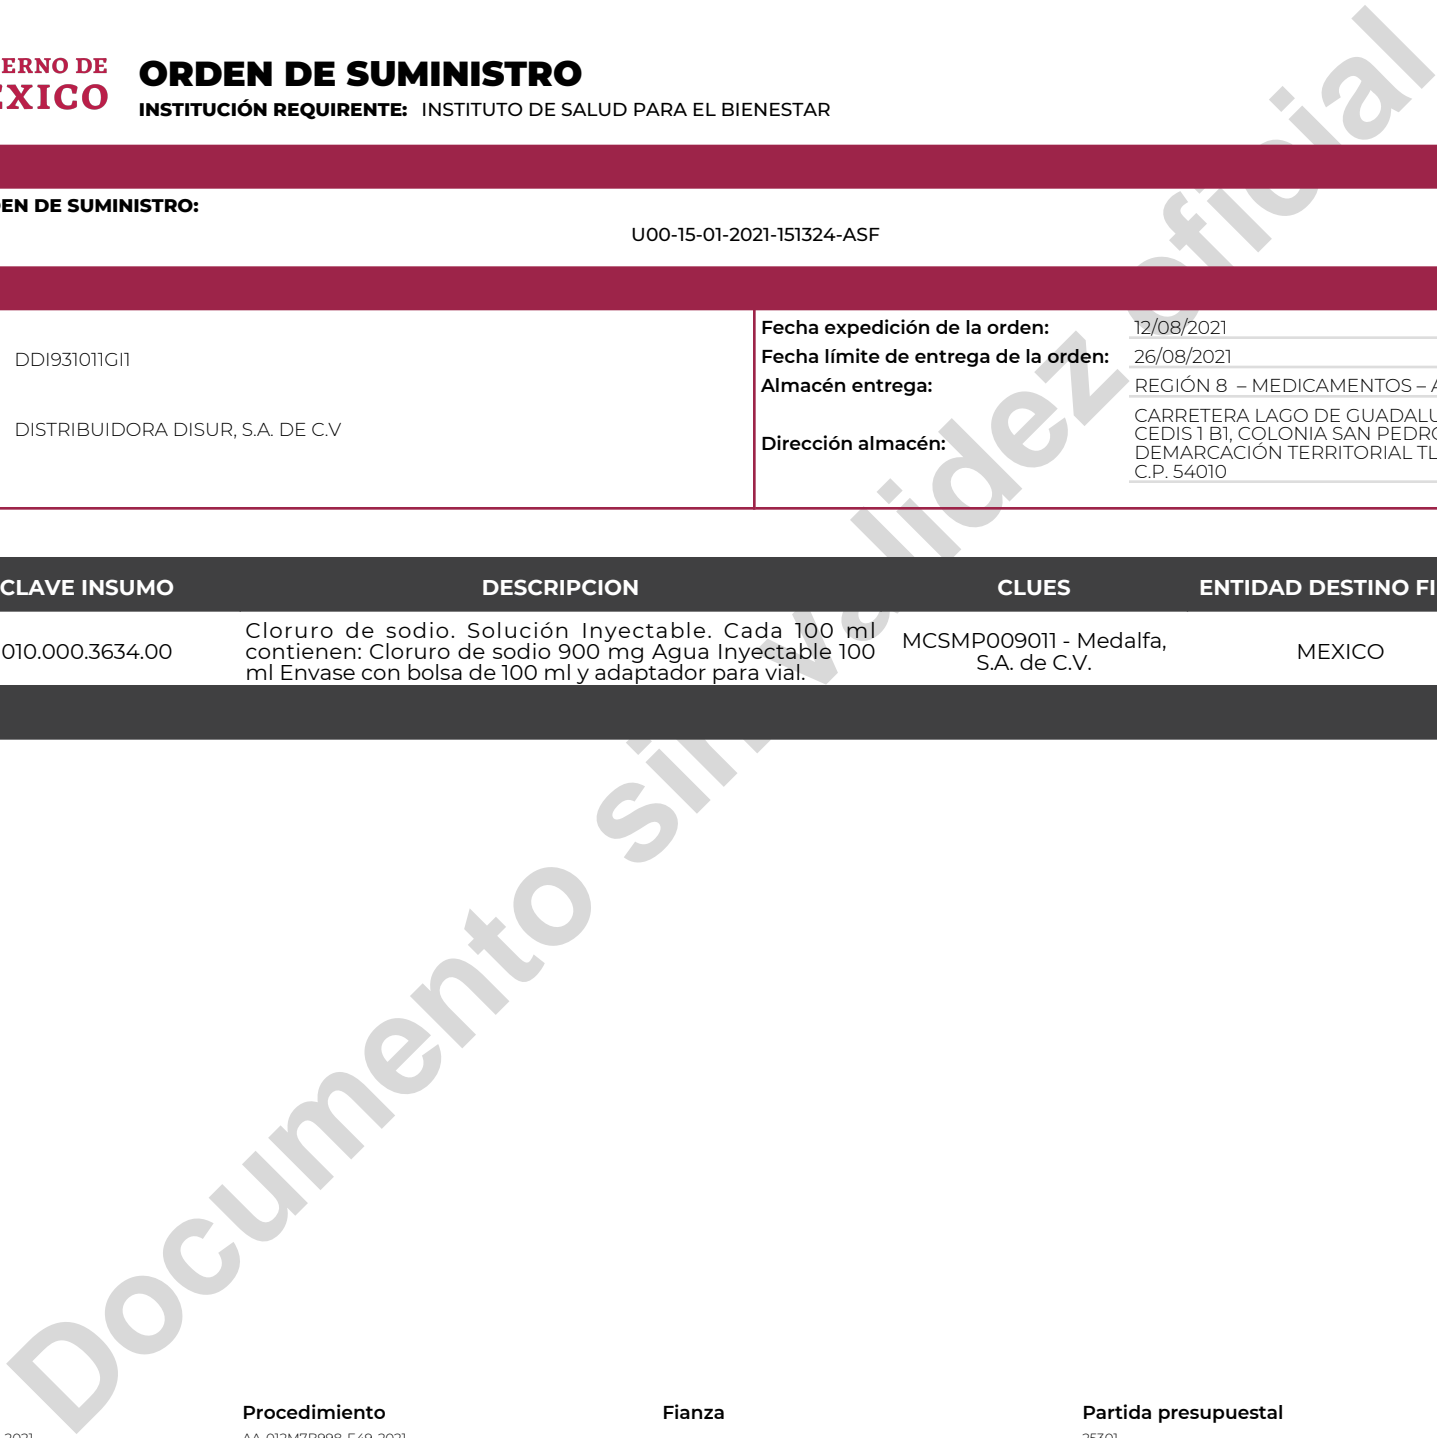 ERNO DE
ORDEN DE SUMINISTRO
EXICO
INSTITUCIÓN REQUIRENTE: INSTITUTO DE SALUD PARA EL BIENESTAR
EN DE SUMINISTRO:
U00-15-01-2021-151324-ASF
DDI931011GI1
DISTRIBUIDORA DISUR, S.A. DE C.V
Fecha expedición de la orden: 12/08/2021
Fecha límite de entrega de la orden: 26/08/2021
Almacén entrega: REGIÓN 8 – MEDICAMENTOS – A
Dirección almacén:
CARRETERA LAGO DE GUADALU
CEDIS 1 B1, COLONIA SAN PEDRO
DEMARCACIÓN TERRITORIAL TL
C.P. 54010
CLAVE INSUMO DESCRIPCION CLUES ENTIDAD DESTINO FI
010.000.3634.00
Cloruro de sodio. Solución Inyectable. Cada 100 ml
contienen: Cloruro de sodio 900 mg Agua Inyectable 100
ml Envase con bolsa de 100 ml y adaptador para vial.
MCSMP009011 - Medalfa,
S.A. de C.V.
MEXICO
Documento sin validez oficial
Procedimiento Fianza Partida presupuestal